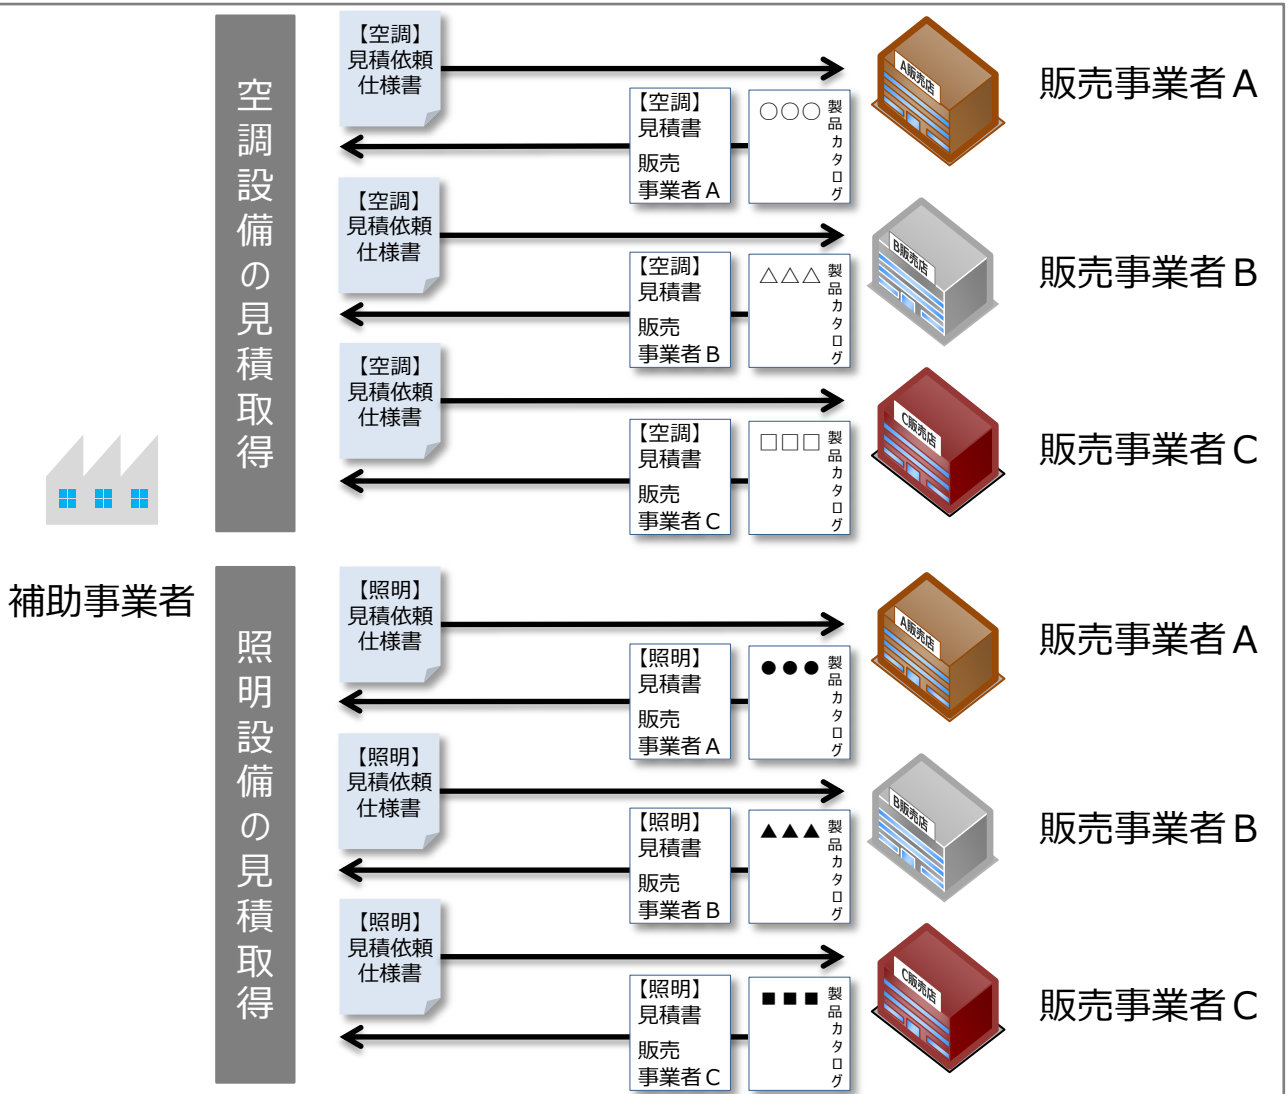 補助事業者
空調設備の見積取得
【空調】
見積依頼
仕様書
【空調】
見積書
販売
事業者A
○○○
製品カタログ
A販売店
販売事業者A
【空調】
見積依頼
仕様書
【空調】
見積書
販売
事業者B
△△△
製品カタログ
B販売店
販売事業者B
【空調】
見積依頼
仕様書
【空調】
見積書
販売
事業者C
□□□
製品カタログ
C販売店
販売事業者C
照明設備の見積取得
【照明】
見積依頼
仕様書
【照明】
見積書
販売
事業者A
●●●
製品カタログ
A販売店
販売事業者A
【照明】
見積依頼
仕様書
【照明】
見積書
販売
事業者B
▲▲▲
製品カタログ
B販売店
販売事業者B
【照明】
見積依頼
仕様書
【照明】
見積書
販売
事業者C
■■■
製品カタログ
C販売店
販売事業者C